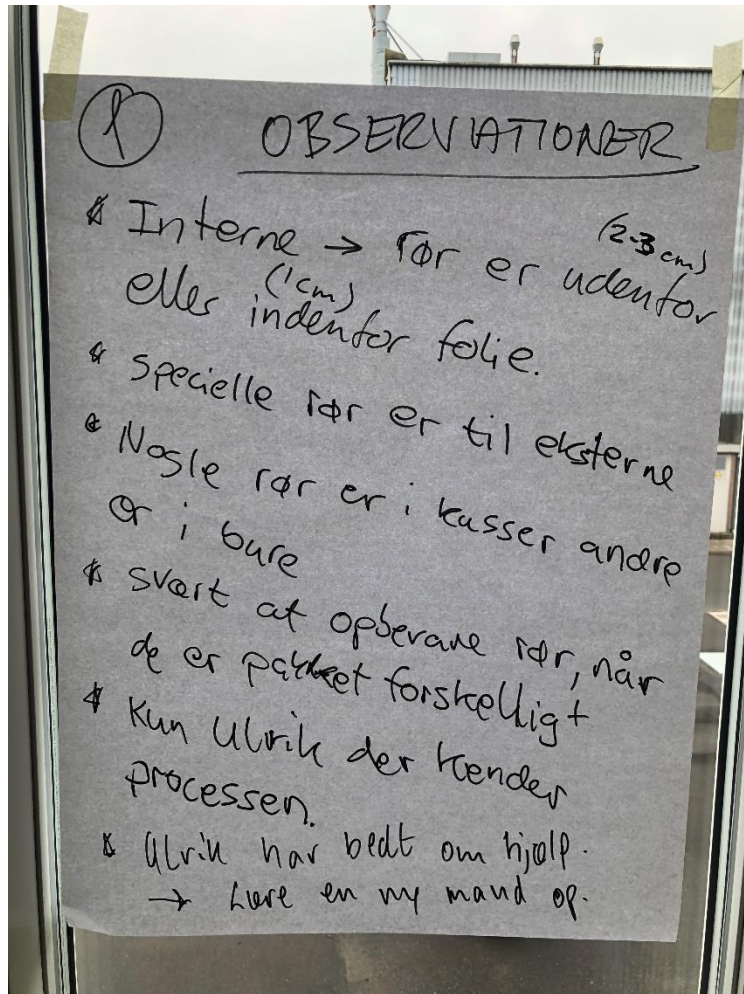 1 OBSERVATIONER
* Interne → rør er udenfor (2-3 cm)
eller indenfor (1 cm) folie.
* specielle rør er til eksterne
* Nogle rør er i kasser andre
er i bure
* svært at opbevare rør, når
de er pakket forskelligt
* Kun Ulrik der kender
processen.
* Ulrik har bedt om hjælp.
→ Lære en ny mand op.